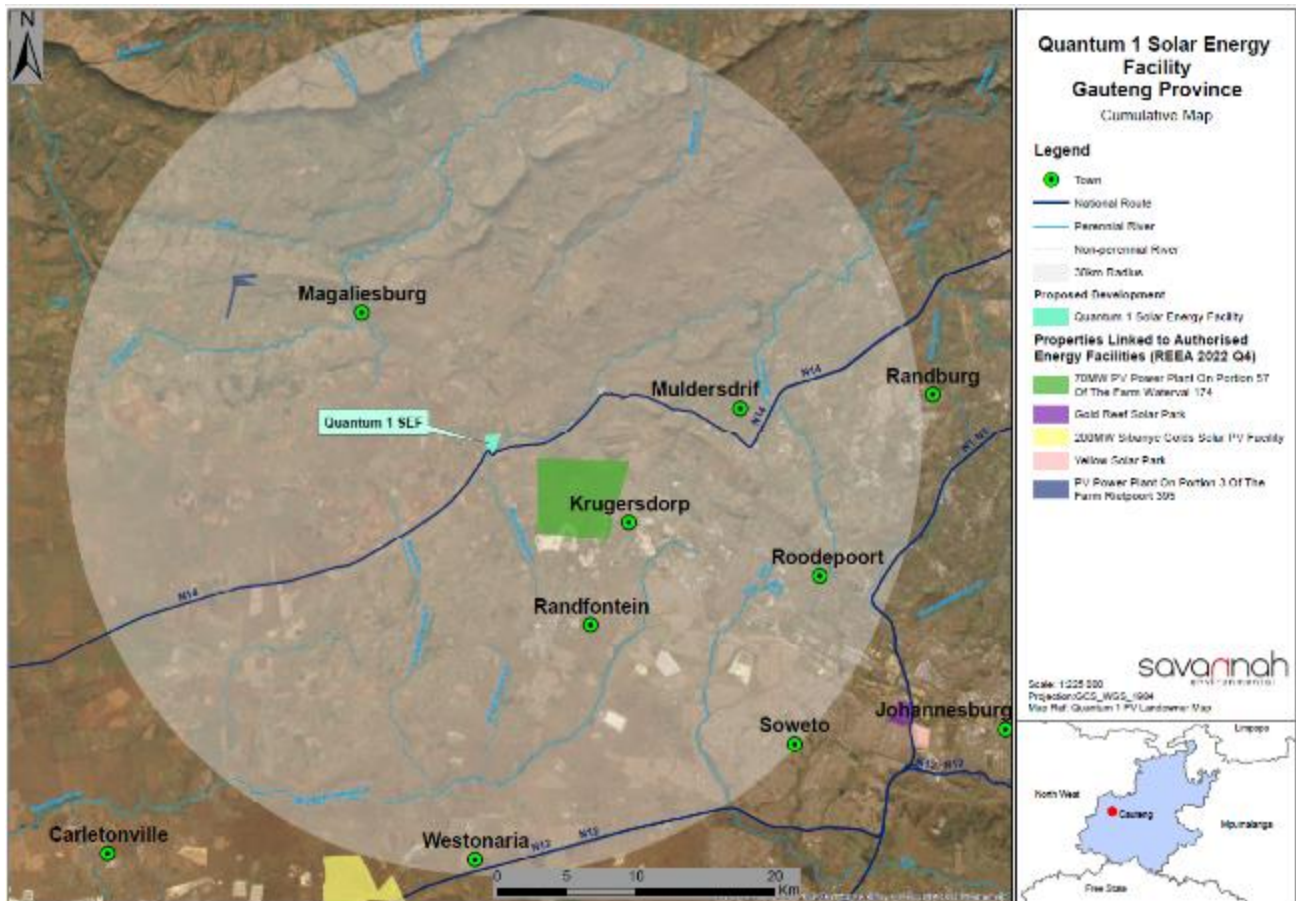 N
Magaliesburg
Muldersdrif
N14
Randburg
N14
Quantum 1 SEF
Krugersdorp
Roodepoort
N14
Randfontein
Johannesburg
Soweto
Carletonville
Westonaria
N12
N12
0 5 10 20
Km
Quantum 1 Solar Energy
Facility
Gauteng Province
Cumulative Map
Legend
Town
National Route
Perennial River
Non-perennial River
30km Radius
Proposed Development
Quantum 1 Solar Energy Facility
Properties Linked to Authorised
Energy Facilities (REEA 2022 Q4)
70MW PV Power Plant On Portion 57
Of The Farm Waterval 174
Gold Reef Solar Park
200MW Sibanye Golds Solar PV Facility
Yellow Solar Park
PV Power Plant On Portion 3 Of The
Farm Rietpoort 395
savannah
environmental
Scale: 1:225 000
Projection:GCS_WGS_1984
Map Ref: Quantum 1 PV Landowner Map
Limpopo
North West
Gauteng
Mpumalanga
Free State